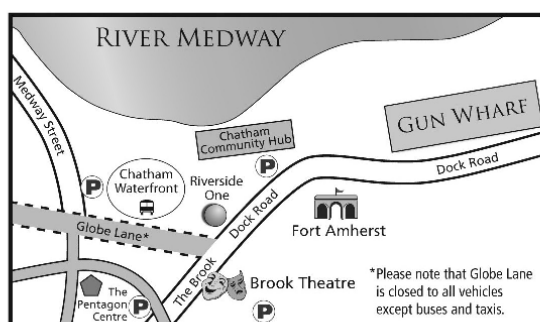 RIVER MEDWAY
Medway Street
GUN WHARF
Chatham
Community Hub
P
Dock Road
P
Chatham
Waterfront
Riverside
One
Dock Road
Fort Amherst
Globe Lane*
The Brook
The
Pentagon
Centre
P
Brook Theatre
P
*Please note that Globe Lane
is closed to all vehicles
except buses and taxis.